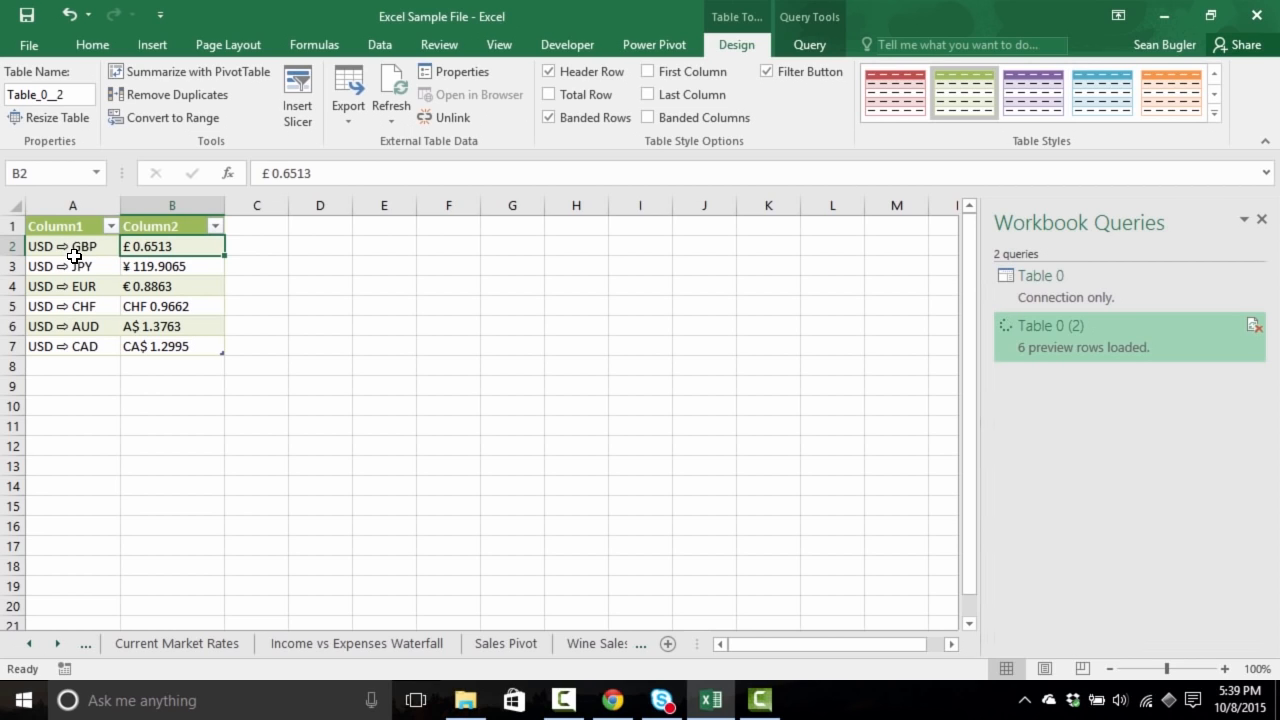 Excel Sample File - Excel
Table To... Query Tools
File Home Insert Page Layout Formulas Data Review View Developer Power Pivot Design Query Tell me what you want to do... Sean Bugler Share
Table Name:
Table_0__2
Resize Table
Properties
Summarize with PivotTable
Remove Duplicates
Convert to Range
Tools
Insert
Slicer
Export
Refresh
Properties
Open in Browser
Unlink
External Table Data
Header Row First Column Filter Button
Total Row Last Column
Banded Rows Banded Columns
Table Style Options
Table Styles
B2 fx £ 0.6513
A B C D E F G H I J K L M
1 Column1 Column2
2 USD ⇨ GBP £ 0.6513
3 USD ⇨ JPY ¥ 119.9065
4 USD ⇨ EUR € 0.8863
5 USD ⇨ CHF CHF 0.9662
6 USD ⇨ AUD A$ 1.3763
7 USD ⇨ CAD CA$ 1.2995
8
9
10
11
12
13
14
15
16
17
18
19
20
21
Workbook Queries
2 queries
Table 0
Connection only.
Table 0 (2)
6 preview rows loaded.
... Current Market Rates Income vs Expenses Waterfall Sales Pivot Wine Sales ...
Ready 100%
Ask me anything
5:39 PM
10/8/2015